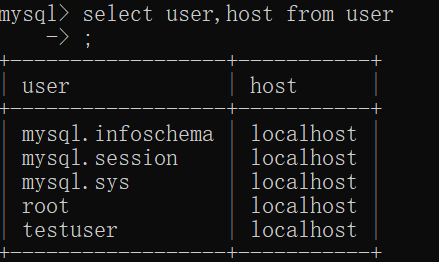 mysql> select user,host from user
    -> ;
+------------------+-----------+
| user             | host      |
+------------------+-----------+
| mysql.infoschema | localhost |
| mysql.session    | localhost |
| mysql.sys        | localhost |
| root             | localhost |
| testuser         | localhost |
+------------------+-----------+